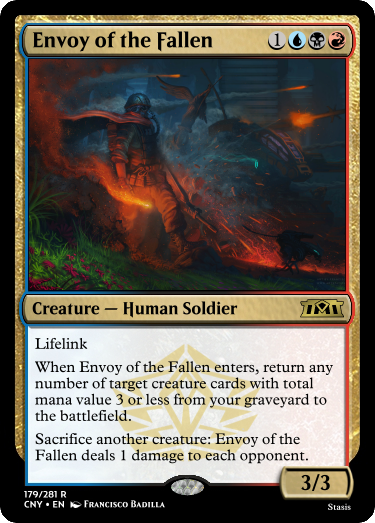 Envoy of the Fallen 1
Creature — Human Soldier
Lifelink
When Envoy of the Fallen enters, return any
number of target creature cards with total
mana value 3 or less from your graveyard to
the battlefield.
Sacrifice another creature: Envoy of the
Fallen deals 1 damage to each opponent.
3/3
179/281 R
CNY • EN Francisco Badilla
Stasis